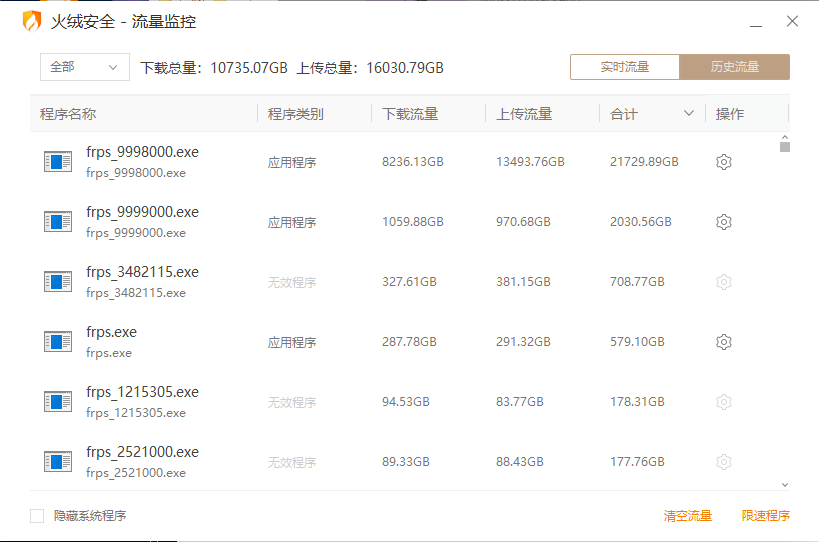 火绒安全 - 流量监控
全部 下载总量：10735.07GB 上传总量：16030.79GB 实时流量 历史流量
程序名称 程序类别 下载流量 上传流量 合计 操作
frps_9998000.exe
frps_9998000.exe 应用程序 8236.13GB 13493.76GB 21729.89GB
frps_9999000.exe
frps_9999000.exe 应用程序 1059.88GB 970.68GB 2030.56GB
frps_3482115.exe
frps_3482115.exe 无效程序 327.61GB 381.15GB 708.77GB
frps.exe
frps.exe 应用程序 287.78GB 291.32GB 579.10GB
frps_1215305.exe
frps_1215305.exe 无效程序 94.53GB 83.77GB 178.31GB
frps_2521000.exe
frps_2521000.exe 无效程序 89.33GB 88.43GB 177.76GB
隐藏系统程序 清空流量 限速程序